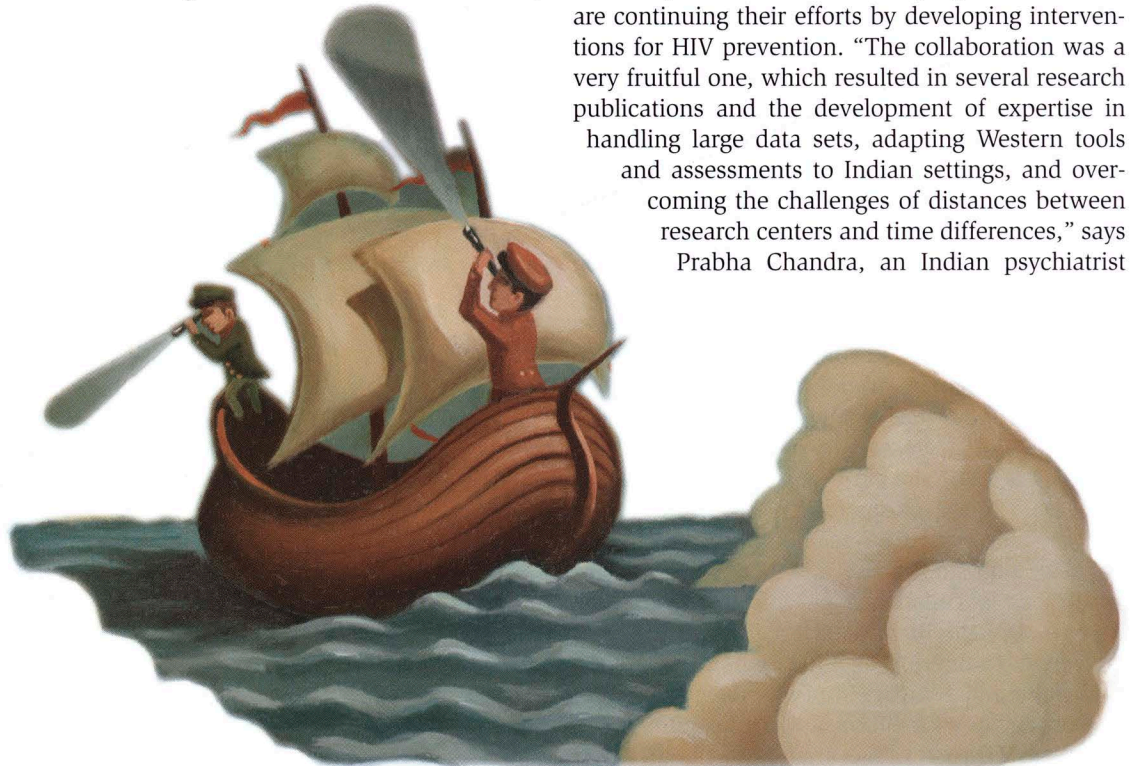 are continuing their efforts by developing interven-
tions for HIV prevention. “The collaboration was a
very fruitful one, which resulted in several research
publications and the development of expertise in
handling large data sets, adapting Western tools
and assessments to Indian settings, and over-
coming the challenges of distances between
research centers and time differences,” says
Prabha Chandra, an Indian psychiatrist